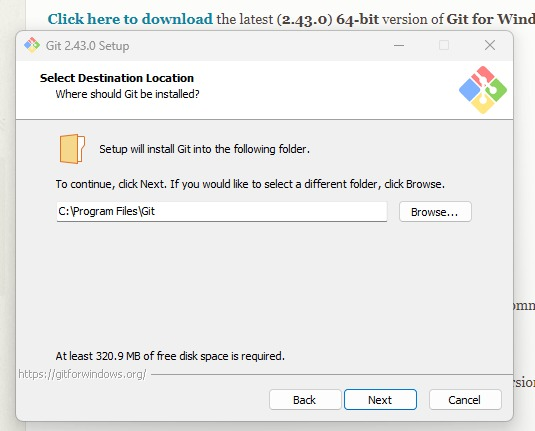 Click here to download the latest (2.43.0) 64-bit version of Git for Wind
Git 2.43.0 Setup
Select Destination Location
Where should Git be installed?
Setup will install Git into the following folder.
To continue, click Next. If you would like to select a different folder, click Browse.
C:\Program Files\Git
Browse...
omn
At least 320.9 MB of free disk space is required.
https://gitforwindows.org/
rsion
Back
Next
Cancel